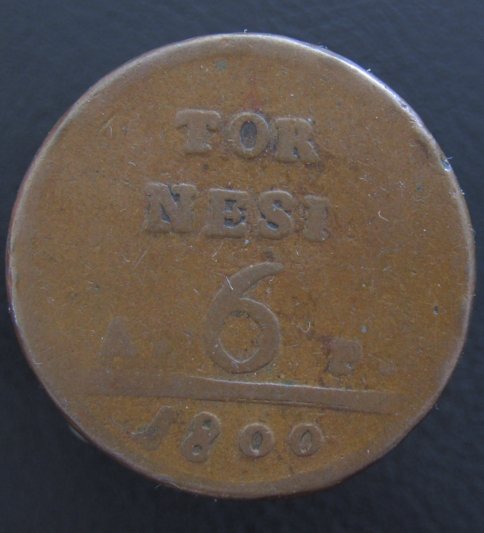 TOR
NESI
6
A. P.
1800